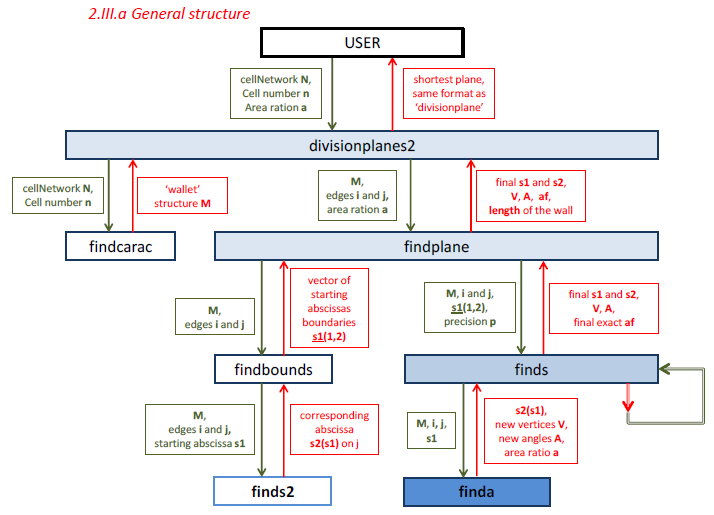 2.III.a General structure
USER
cellNetwork N,
Cell number n
Area ration a
shortest plane,
same format as
‘divisionplane’
divisionplanes2
cellNetwork N,
Cell number n
‘wallet’
structure M
M,
edges i and j,
area ration a
final s1 and s2,
V, A, af,
length of the wall
findcarac
findplane
M,
edges i and j
vector of
starting
abscissas
boundaries
s1(1,2)
M, i and j,
s1(1,2),
precision p
final s1 and s2,
V, A,
final exact af
findbounds
finds
M,
edges i and j,
starting abscissa s1
corresponding
abscissa
s2(s1) on j
M, i, j,
s1
s2(s1),
new vertices V,
new angles A,
area ratio a
finds2
finda